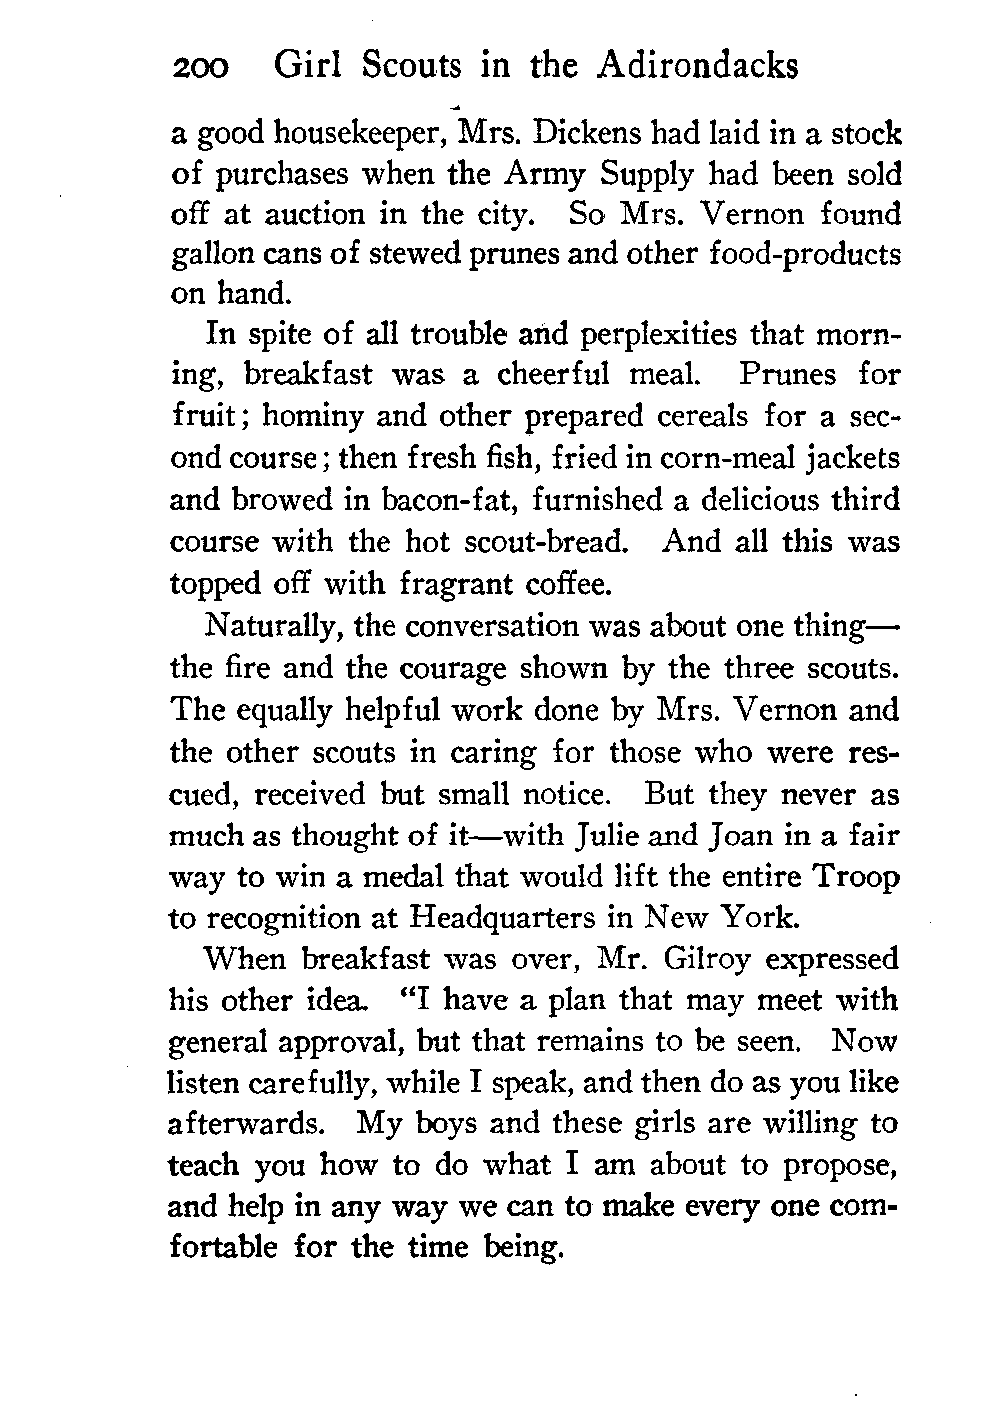 200 Girl Scouts in the Adirondacks
a good housekeeper, Mrs. Dickens had laid in a stock
of purchases when the Army Supply had been sold
off at auction in the city. So Mrs. Vernon found
gallon cans of stewed prunes and other food-products
on hand.
In spite of all trouble and perplexities that morn-
ing, breakfast was a cheerful meal. Prunes for
fruit; hominy and other prepared cereals for a sec-
ond course; then fresh fish, fried in corn-meal jackets
and browed in bacon-fat, furnished a delicious third
course with the hot scout-bread. And all this was
topped off with fragrant coffee.
Naturally, the conversation was about one thing—
the fire and the courage shown by the three scouts.
The equally helpful work done by Mrs. Vernon and
the other scouts in caring for those who were res-
cued, received but small notice. But they never as
much as thought of it—with Julie and Joan in a fair
way to win a medal that would lift the entire Troop
to recognition at Headquarters in New York.
When breakfast was over, Mr. Gilroy expressed
his other idea. "I have a plan that may meet with
general approval, but that remains to be seen. Now
listen carefully, while I speak, and then do as you like
afterwards. My boys and these girls are willing to
teach you how to do what I am about to propose,
and help in any way we can to make every one com-
fortable for the time being.